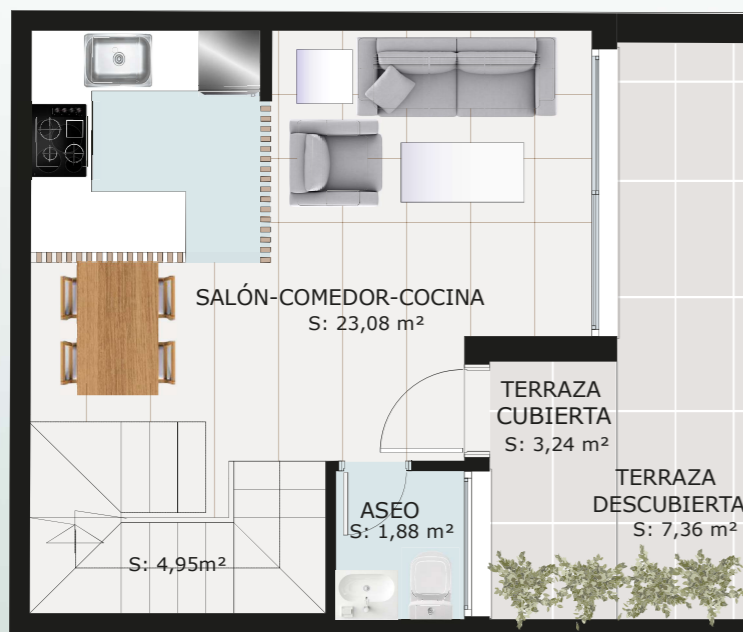 SALÓN-COMEDOR-COCINA
S: 23,08 m²
TERRAZA
CUBIERTA
S: 3,24 m²
TERRAZA
DESCUBIERTA
S: 7,36 m²
ASEO
S: 1,88 m²
S: 4,95m²